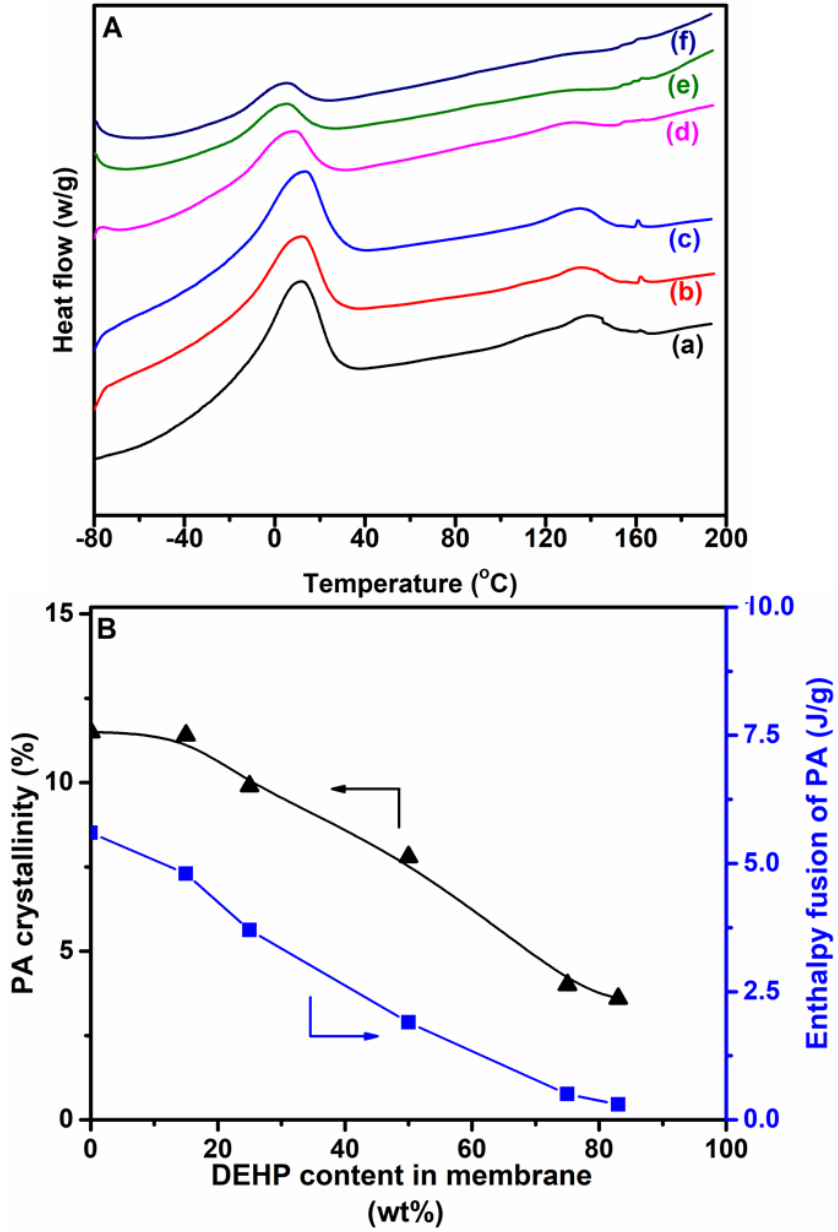 A
(f)
(e)
(d)
(c)
(b)
(a)
Heat flow (w/g)
-80 -40 0 40 80 120 160 200
Temperature (°C)
B
15
10
5
0
PA crystallinity (%)
10.0
7.5
5.0
2.5
0.0
Enthalpy fusion of PA (J/g)
0 20 40 60 80 100
DEHP content in membrane
(wt%)